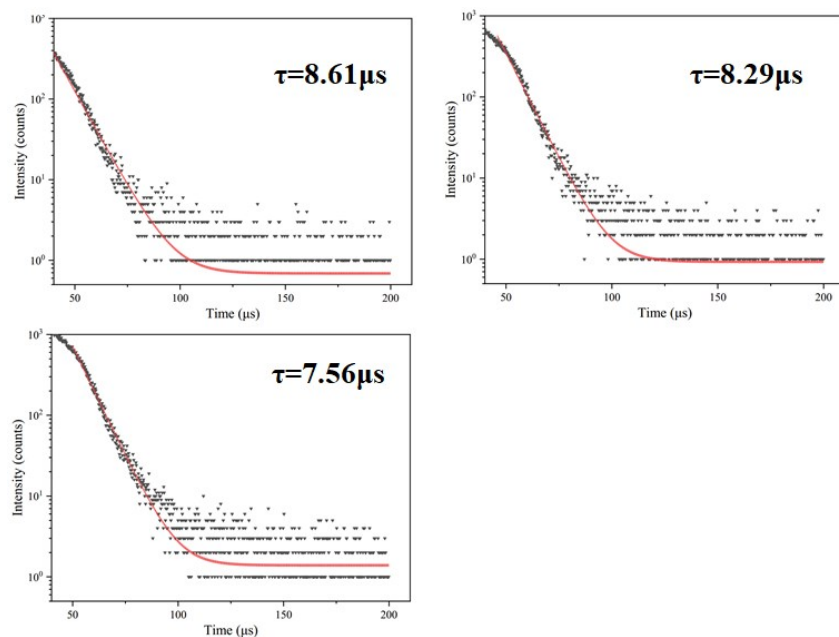 10³
10²
10¹
10⁰
Intensity (counts)
τ=8.61μs
50 100 150 200
Time (μs)
10³
10²
10¹
10⁰
Intensity (counts)
τ=8.29μs
50 100 150 200
Time (μs)
10³
10²
10¹
10⁰
Intensity (counts)
τ=7.56μs
50 100 150 200
Time (μs)